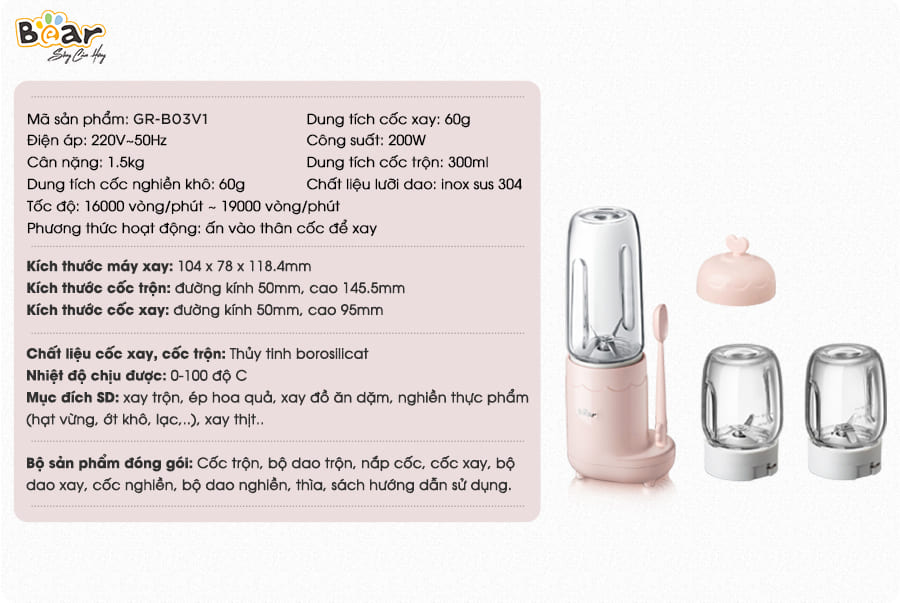 Bear
Sống Cân Hứng
Mã sản phẩm: GR-B03V1
Dung tích cốc xay: 60g
Điện áp: 220V~50Hz
Công suất: 200W
Cân nặng: 1.5kg
Dung tích cốc trộn: 300ml
Dung tích cốc nghiền khô: 60g
Chất liệu lưỡi dao: inox sus 304
Tốc độ: 16000 vòng/phút ~ 19000 vòng/phút
Phương thức hoạt động: ấn vào thân cốc để xay
Kích thước máy xay: 104 x 78 x 118.4mm
Kích thước cốc trộn: đường kính 50mm, cao 145.5mm
Kích thước cốc xay: đường kính 50mm, cao 95mm
Chất liệu cốc xay, cốc trộn: Thủy tinh borosilicat
Nhiệt độ chịu được: 0-100 độ C
Mục đích SD: xay trộn, ép hoa quả, xay đồ ăn dặm, nghiền thực phẩm
(hạt vừng, ớt khô, lạc,..), xay thịt..
Bộ sản phẩm đóng gói: Cốc trộn, bộ dao trộn, nắp cốc, cốc xay, bộ
dao xay, cốc nghiền, bộ dao nghiền, thìa, sách hướng dẫn sử dụng.
Bear